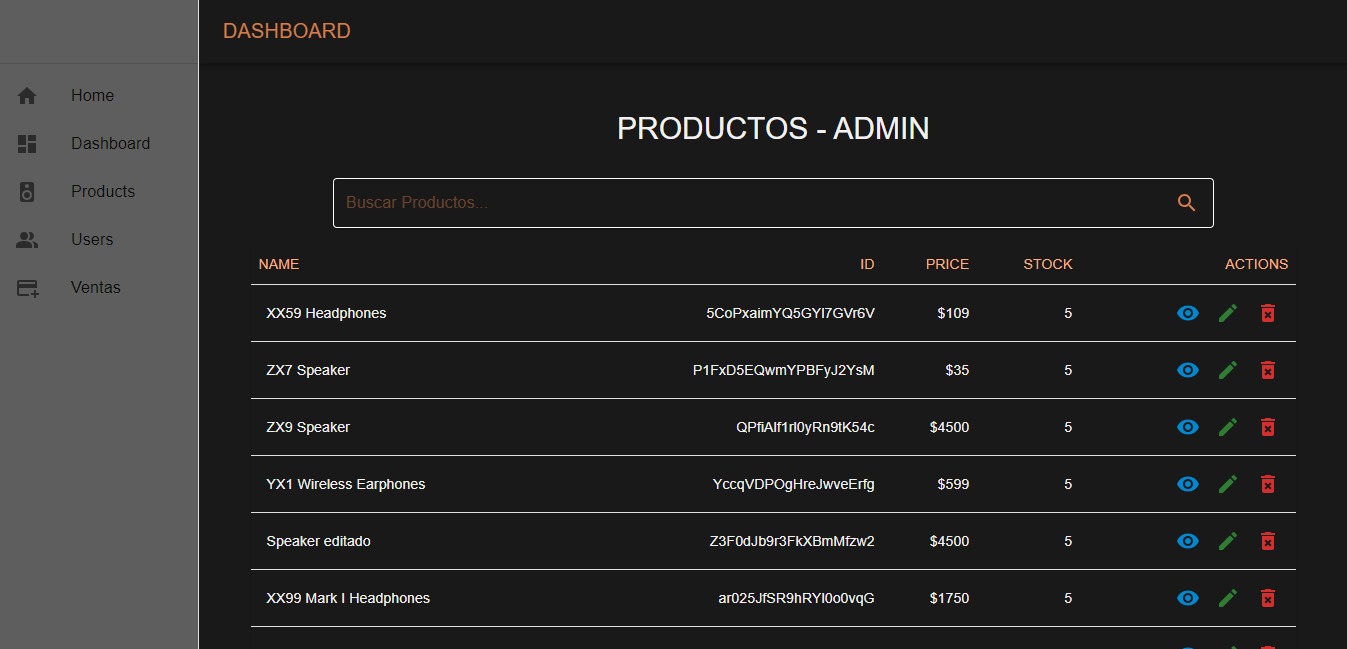 DASHBOARD
Home
Dashboard
Products
Users
Ventas
PRODUCTOS - ADMIN
Buscar Productos...
NAME ID PRICE STOCK ACTIONS
XX59 Headphones 5CoPxaimYQ5GYl7GVr6V $109 5
ZX7 Speaker P1FxD5EQwmYPBFyJ2YsM $35 5
ZX9 Speaker QPfiAlf1rl0yRn9tK54c $4500 5
YX1 Wireless Earphones YccqVDPOgHreJwveErfg $599 5
Speaker editado Z3F0dJb9r3FkXBmMfzw2 $4500 5
XX99 Mark I Headphones ar025JfSR9hRYl0o0vqG $1750 5